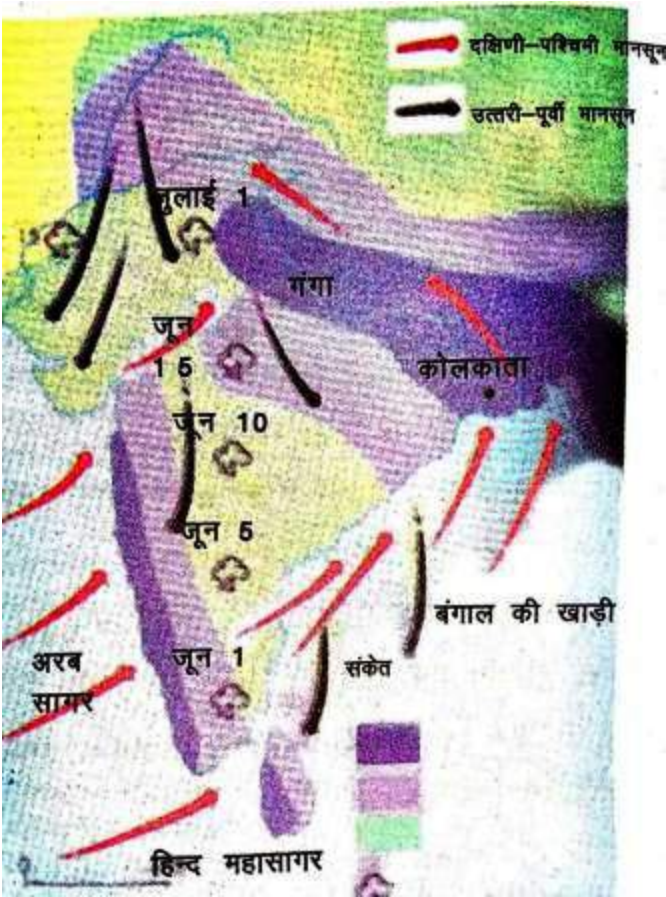 दक्षिणी–पश्चिमी मानसून
उत्तरी–पूर्वी मानसून
जुलाई 1
गंगा
जून
15
कोलकाता
जून 10
जून 5
बंगाल की खाड़ी
जून 1
संकेत
अरब
सागर
हिन्द महासागर